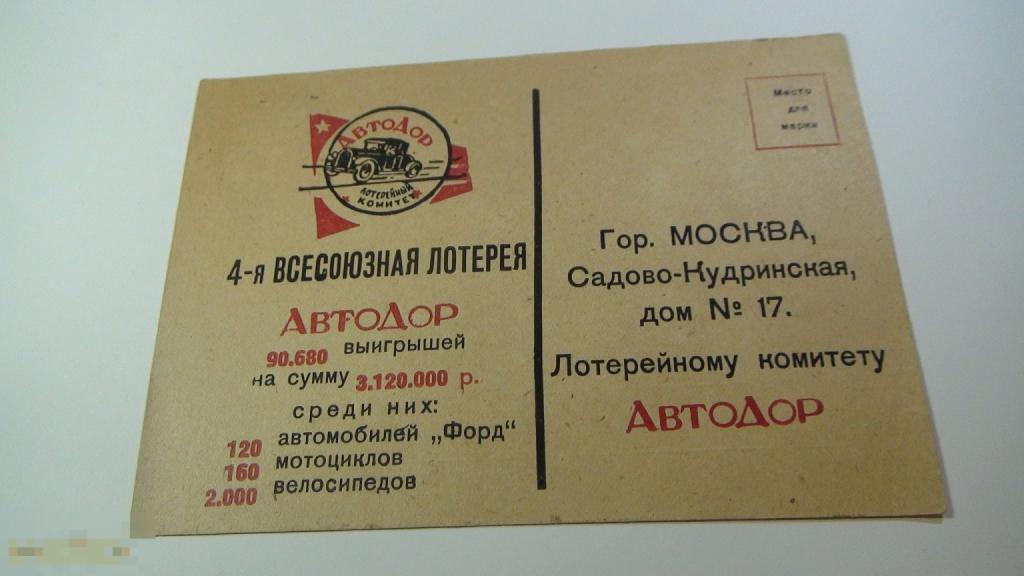 АВТОДОР
ЛОТЕРЕЙНЫЙ
КОМИТЕТ
4-я ВСЕСОЮЗНАЯ ЛОТЕРЕЯ
АВТОДОР
90.680 выигрышей
на сумму 3.120.000 р.
среди них:
120 автомобилей „Форд“
160 мотоциклов
2.000 велосипедов
Место
для
марки
Гор. МОСКВА,
Садово-Кудринская,
дом № 17.
Лотерейному комитету
АВТОДОР